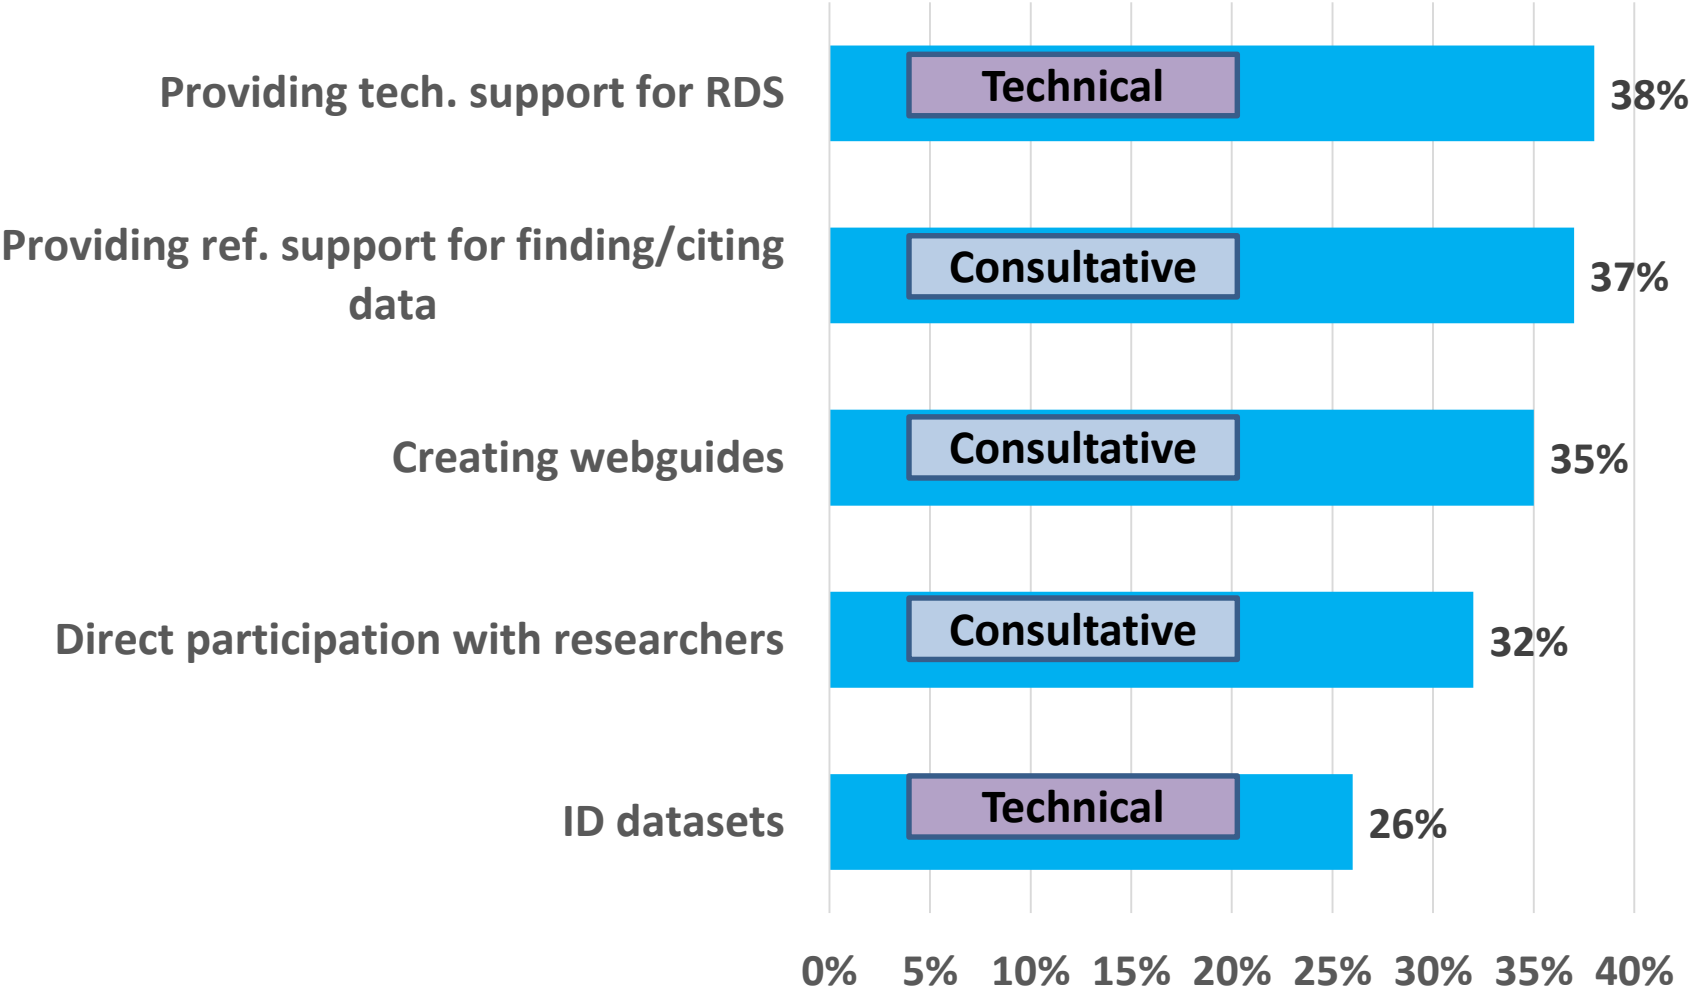 Providing tech. support for RDS
Technical
38%
Providing ref. support for finding/citing
data
Consultative
37%
Creating webguides
Consultative
35%
Direct participation with researchers
Consultative
32%
ID datasets
Technical
26%
0% 5% 10% 15% 20% 25% 30% 35% 40%